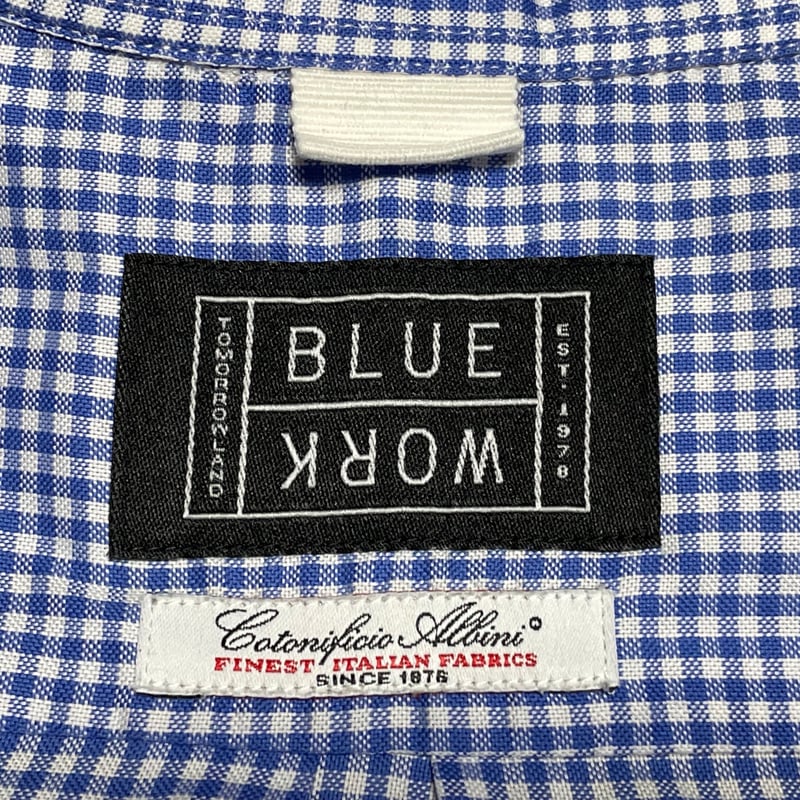 TOMORROWLAND
BLUE
WORK
EST. 1978
Cotonificio Albini
FINEST ITALIAN FABRICS
SINCE 1876